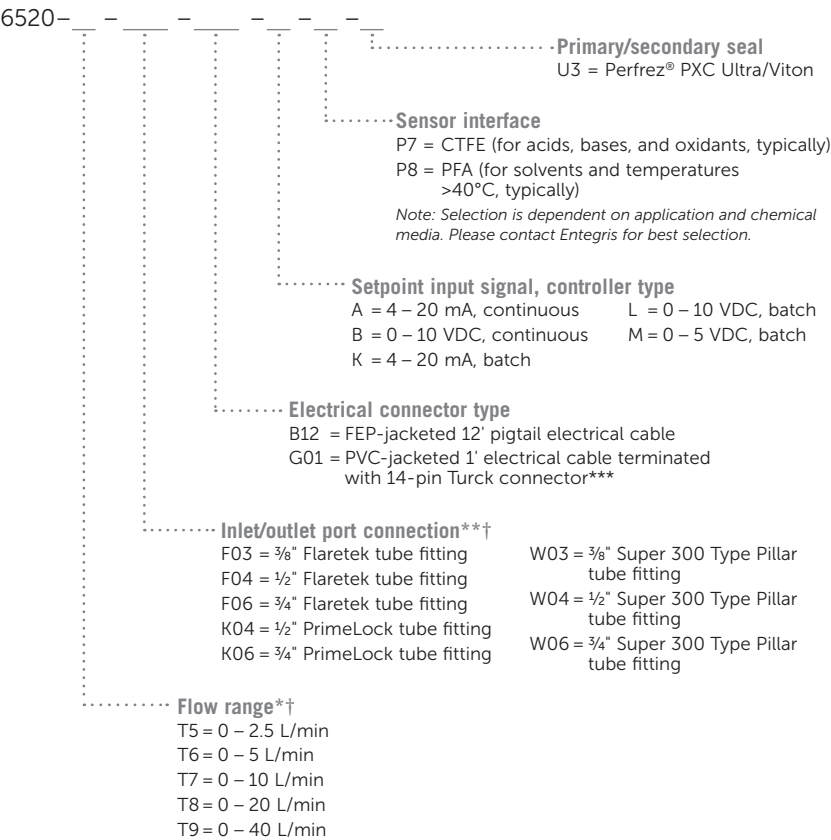 6520–__ –____ –____ –__ –__ –__
Primary/secondary seal
U3 = Perfrez® PXC Ultra/Viton
Sensor interface
P7 = CTFE (for acids, bases, and oxidants, typically)
P8 = PFA (for solvents and temperatures
>40°C, typically)
Note: Selection is dependent on application and chemical
media. Please contact Entegris for best selection.
Setpoint input signal, controller type
A = 4 – 20 mA, continuous
B = 0 – 10 VDC, continuous
K = 4 – 20 mA, batch
L = 0 – 10 VDC, batch
M = 0 – 5 VDC, batch
Electrical connector type
B12 = FEP-jacketed 12' pigtail electrical cable
G01 = PVC-jacketed 1' electrical cable terminated
with 14-pin Turck connector***
Inlet/outlet port connection**†
F03 = ⅜" Flaretek tube fitting
F04 = ½" Flaretek tube fitting
F06 = ¾" Flaretek tube fitting
K04 = ½" PrimeLock tube fitting
K06 = ¾" PrimeLock tube fitting
W03 = ⅜" Super 300 Type Pillar
tube fitting
W04 = ½" Super 300 Type Pillar
tube fitting
W06 = ¾" Super 300 Type Pillar
tube fitting
Flow range*†
T5 = 0 – 2.5 L/min
T6 = 0 – 5 L/min
T7 = 0 – 10 L/min
T8 = 0 – 20 L/min
T9 = 0 – 40 L/min